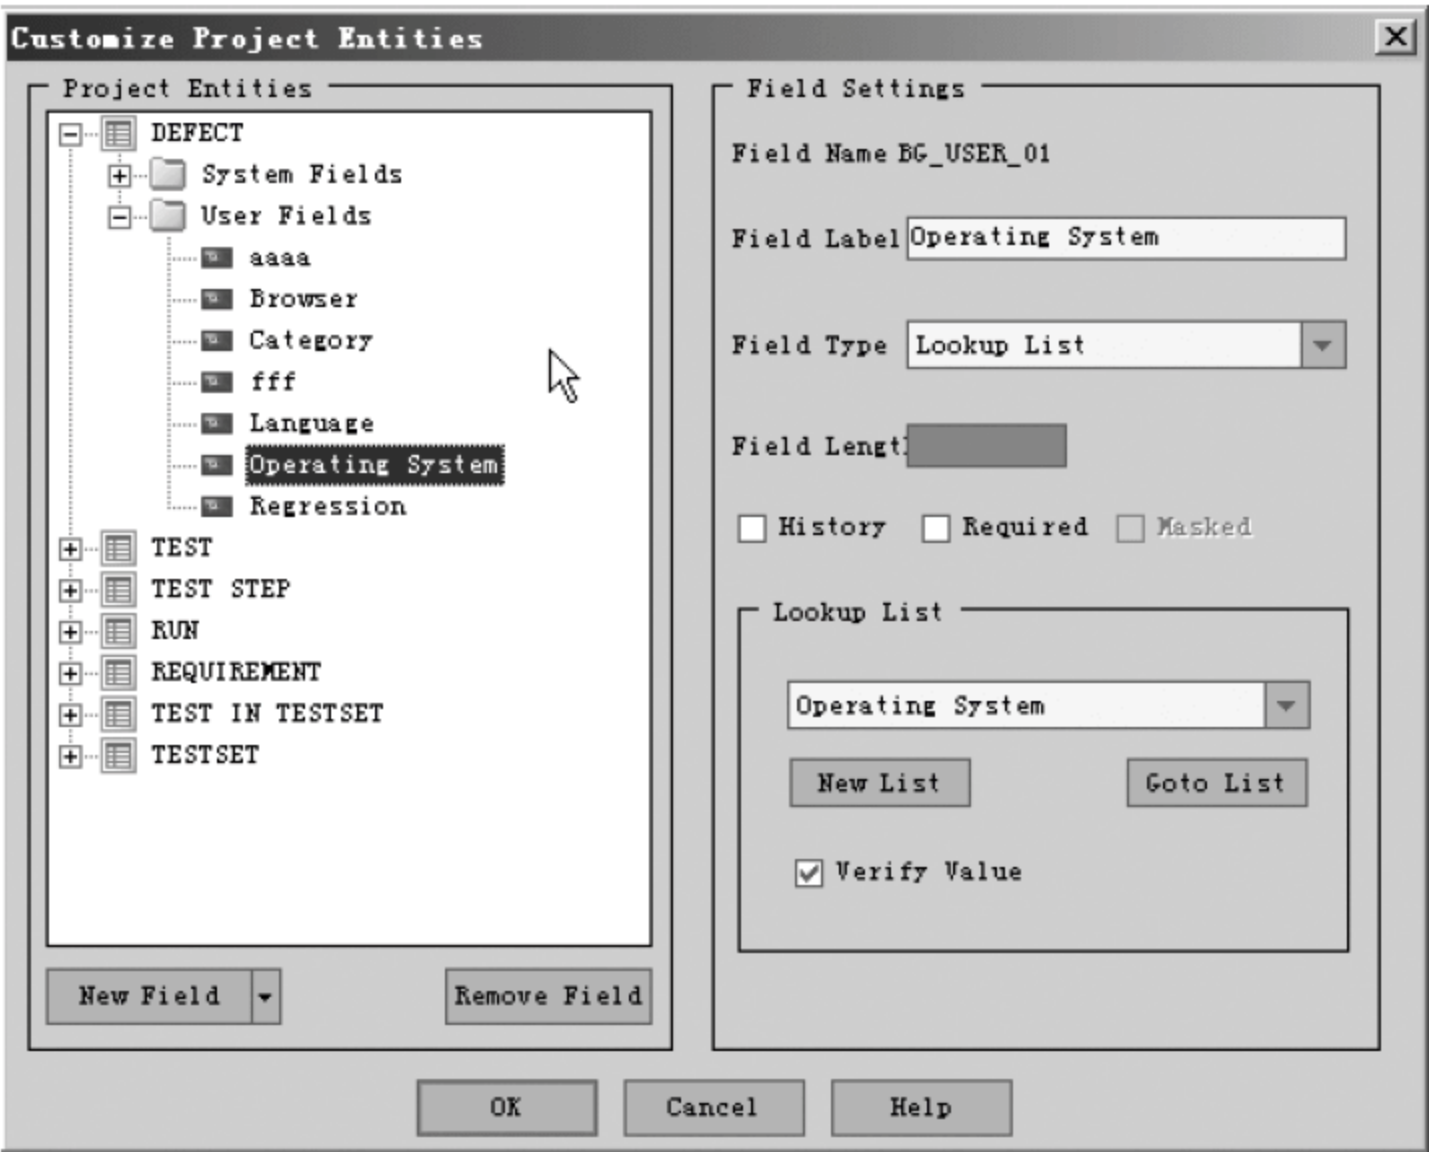 Customize Project Entities
Project Entities
DEFECT
System Fields
User Fields
aaaa
Browser
Category
fff
Language
Operating System
Regression
TEST
TEST STEP
RUN
REQUIREMENT
TEST IN TESTSET
TESTSET
New Field
Remove Field
Field Settings
Field Name BG_USER_01
Field Label Operating System
Field Type Lookup List
Field Lengt
History Required Masked
Lookup List
Operating System
New List Goto List
Verify Value
OK Cancel Help